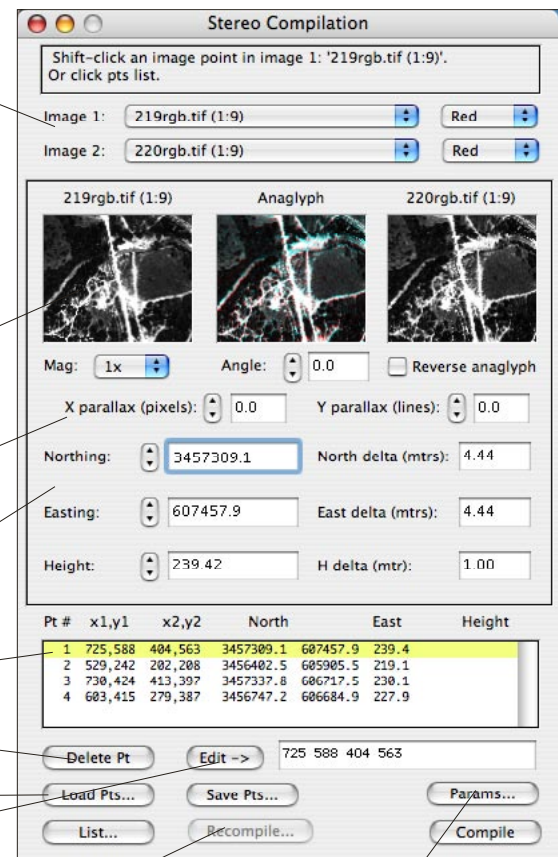 Stereo Compilation
Shift-click an image point in image 1: '219rgb.tif (1:9)'.
Or click pts list.
Image 1: 219rgb.tif (1:9) Red
Image 2: 220rgb.tif (1:9) Red
219rgb.tif (1:9) Anaglyph 220rgb.tif (1:9)
Mag: 1x Angle: 0.0 Reverse anaglyph
X parallax (pixels): 0.0 Y parallax (lines): 0.0
Northing: 3457309.1 North delta (mtrs): 4.44
Easting: 607457.9 East delta (mtrs): 4.44
Height: 239.42 H delta (mtr): 1.00
Pt # x1,y1 x2,y2 North East Height
1 725,588 404,563 3457309.1 607457.9 239.4
2 529,242 202,208 3456402.5 605905.5 219.1
3 730,424 413,397 3457337.8 606717.5 230.1
4 603,415 279,387 3456747.2 606684.9 227.9
Delete Pt Edit -> 725 588 404 563
Load Pts... Save Pts... Params...
List... Recompile... Compile